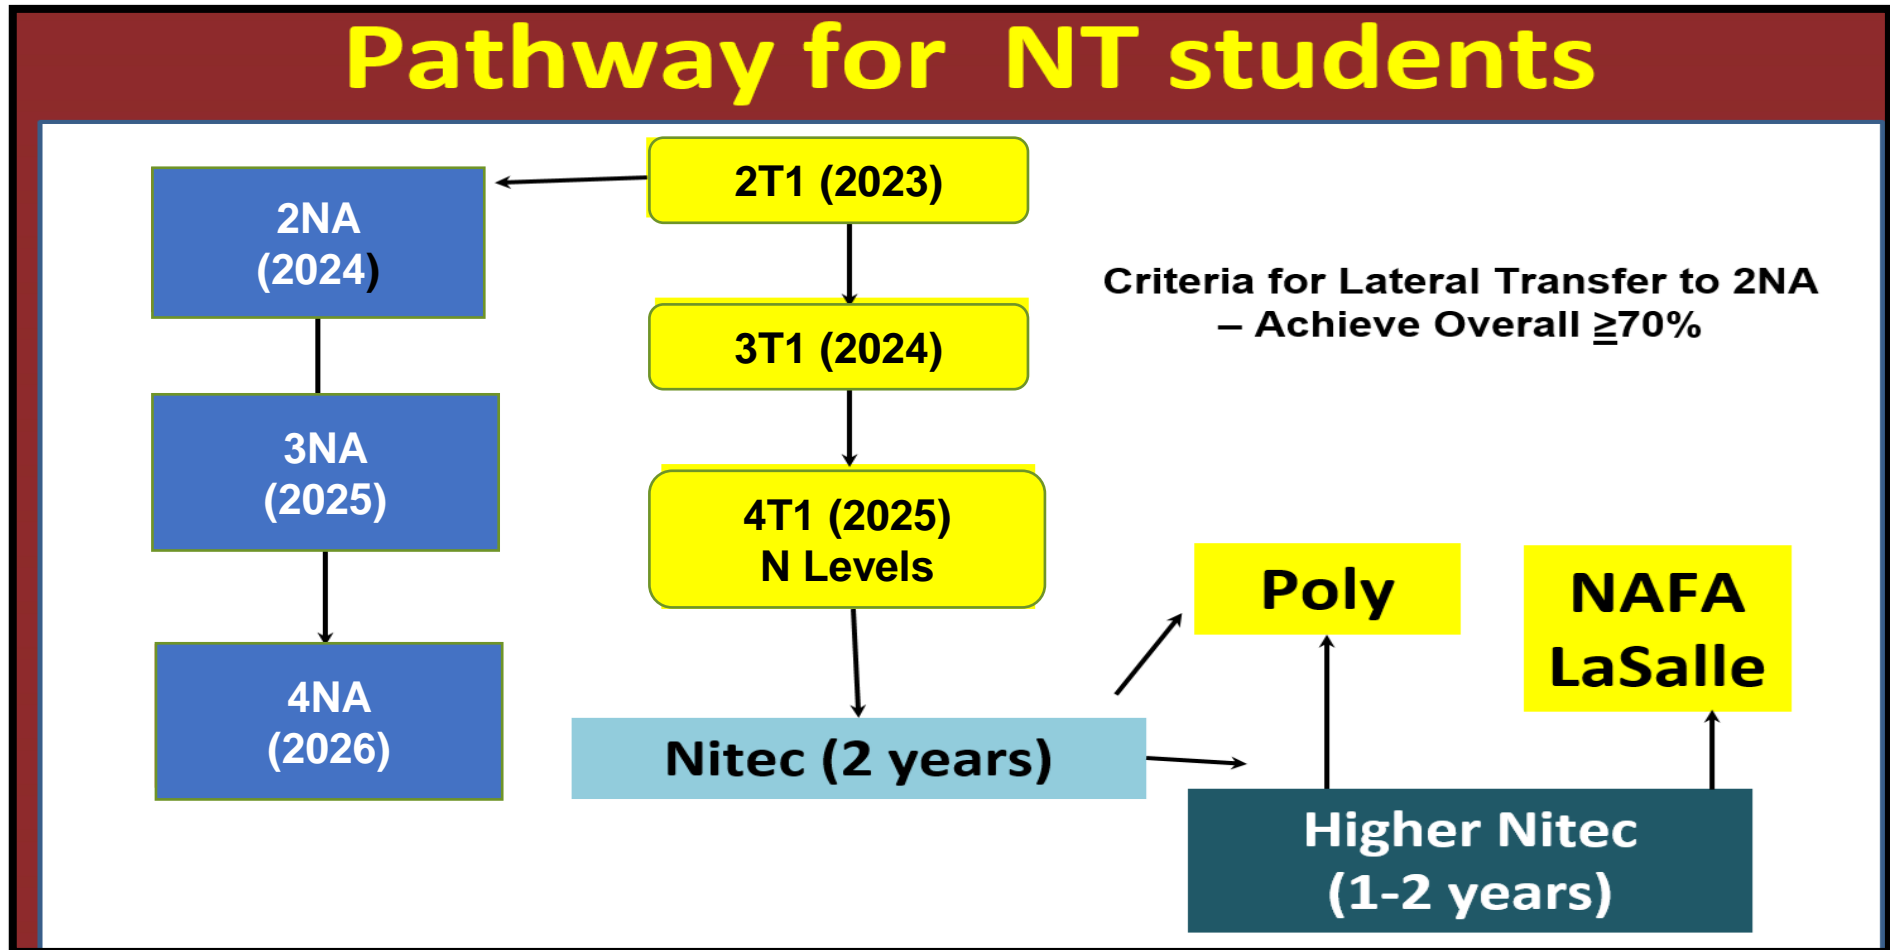 Pathway for NT students
2T1 (2023)
2NA
(2024)
3T1 (2024)
Criteria for Lateral Transfer to 2NA
– Achieve Overall ≥70%
3NA
(2025)
4T1 (2025)
N Levels
Poly
NAFA
LaSalle
4NA
(2026)
Nitec (2 years)
Higher Nitec
(1-2 years)